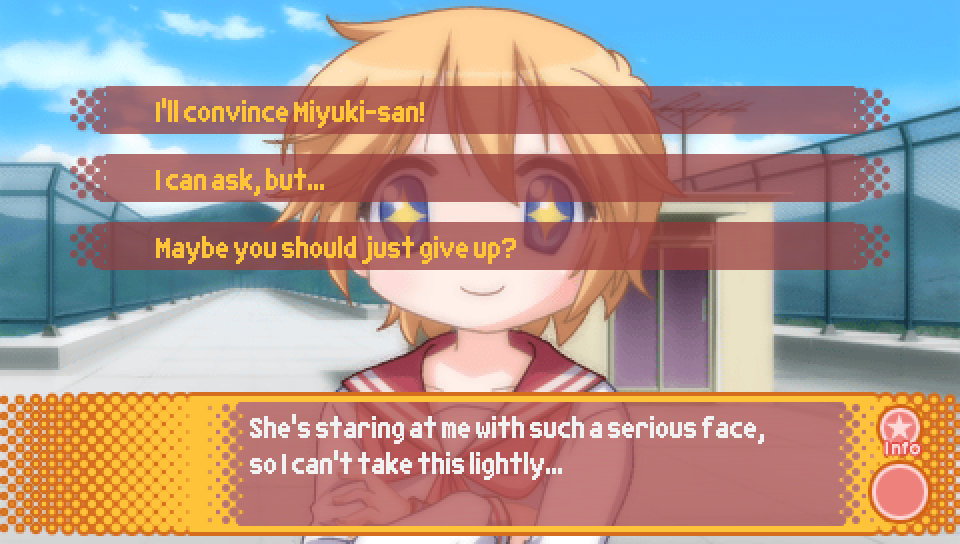 I'll convince Miyuki-san!
I can ask, but...
Maybe you should just give up?
She's staring at me with such a serious face,
so I can't take this lightly...
Info